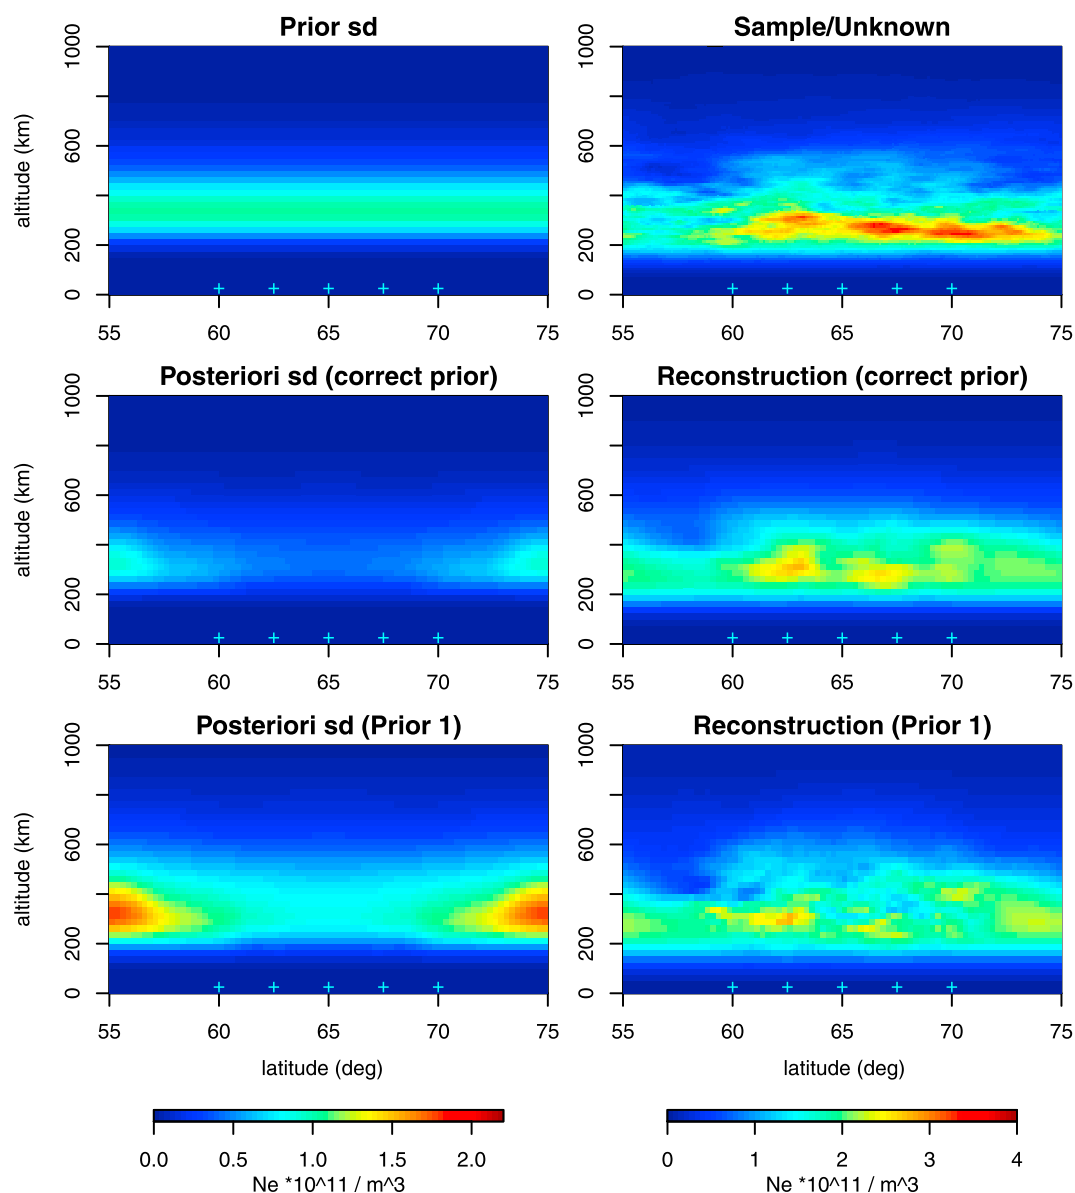 Prior sd
Sample/Unknown
altitude (km)
1000
600
200
0
55 60 65 70 75
1000
600
200
0
55 60 65 70 75
Posteriori sd (correct prior)
Reconstruction (correct prior)
altitude (km)
1000
600
200
0
55 60 65 70 75
1000
600
200
0
55 60 65 70 75
Posteriori sd (Prior 1)
Reconstruction (Prior 1)
altitude (km)
1000
600
200
0
55 60 65 70 75
latitude (deg)
1000
600
200
0
55 60 65 70 75
latitude (deg)
0.0 0.5 1.0 1.5 2.0
Ne *10^11 / m^3
0 1 2 3 4
Ne *10^11 / m^3